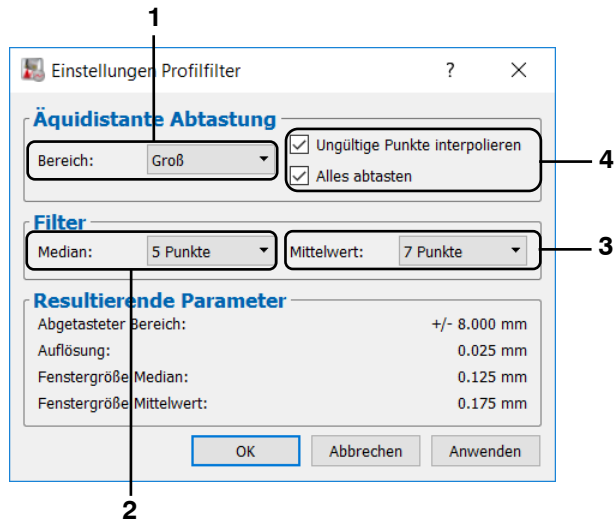 1
Einstellungen Profilfilter ? ×
Äquidistante Abtastung
Bereich: Groß
Ungültige Punkte interpolieren
Alles abtasten
4
Filter
Median: 5 Punkte Mittelwert: 7 Punkte
3
Resultierende Parameter
Abgetasteter Bereich: +/- 8.000 mm
Auflösung: 0.025 mm
Fenstergröße Median: 0.125 mm
Fenstergröße Mittelwert: 0.175 mm
OK Abbrechen Anwenden
2